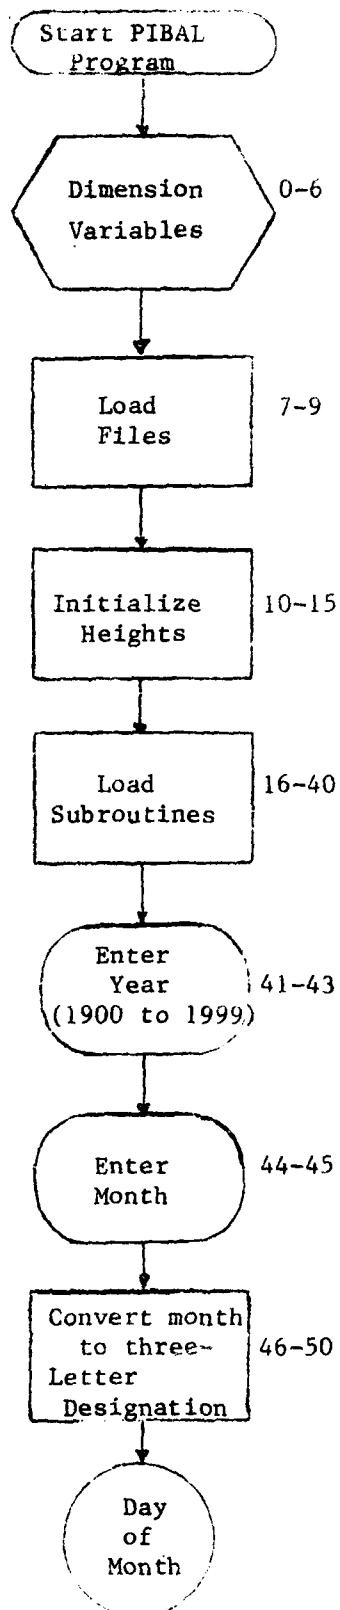 Start PIBAL
Program
Dimension
Variables
0-6
Load
Files
7-9
Initialize
Heights
10-15
Load
Subroutines
16-40
Enter
Year
(1900 to 1999)
41-43
Enter
Month
44-45
Convert month
to three-
Letter
Designation
46-50
Day
of
Month